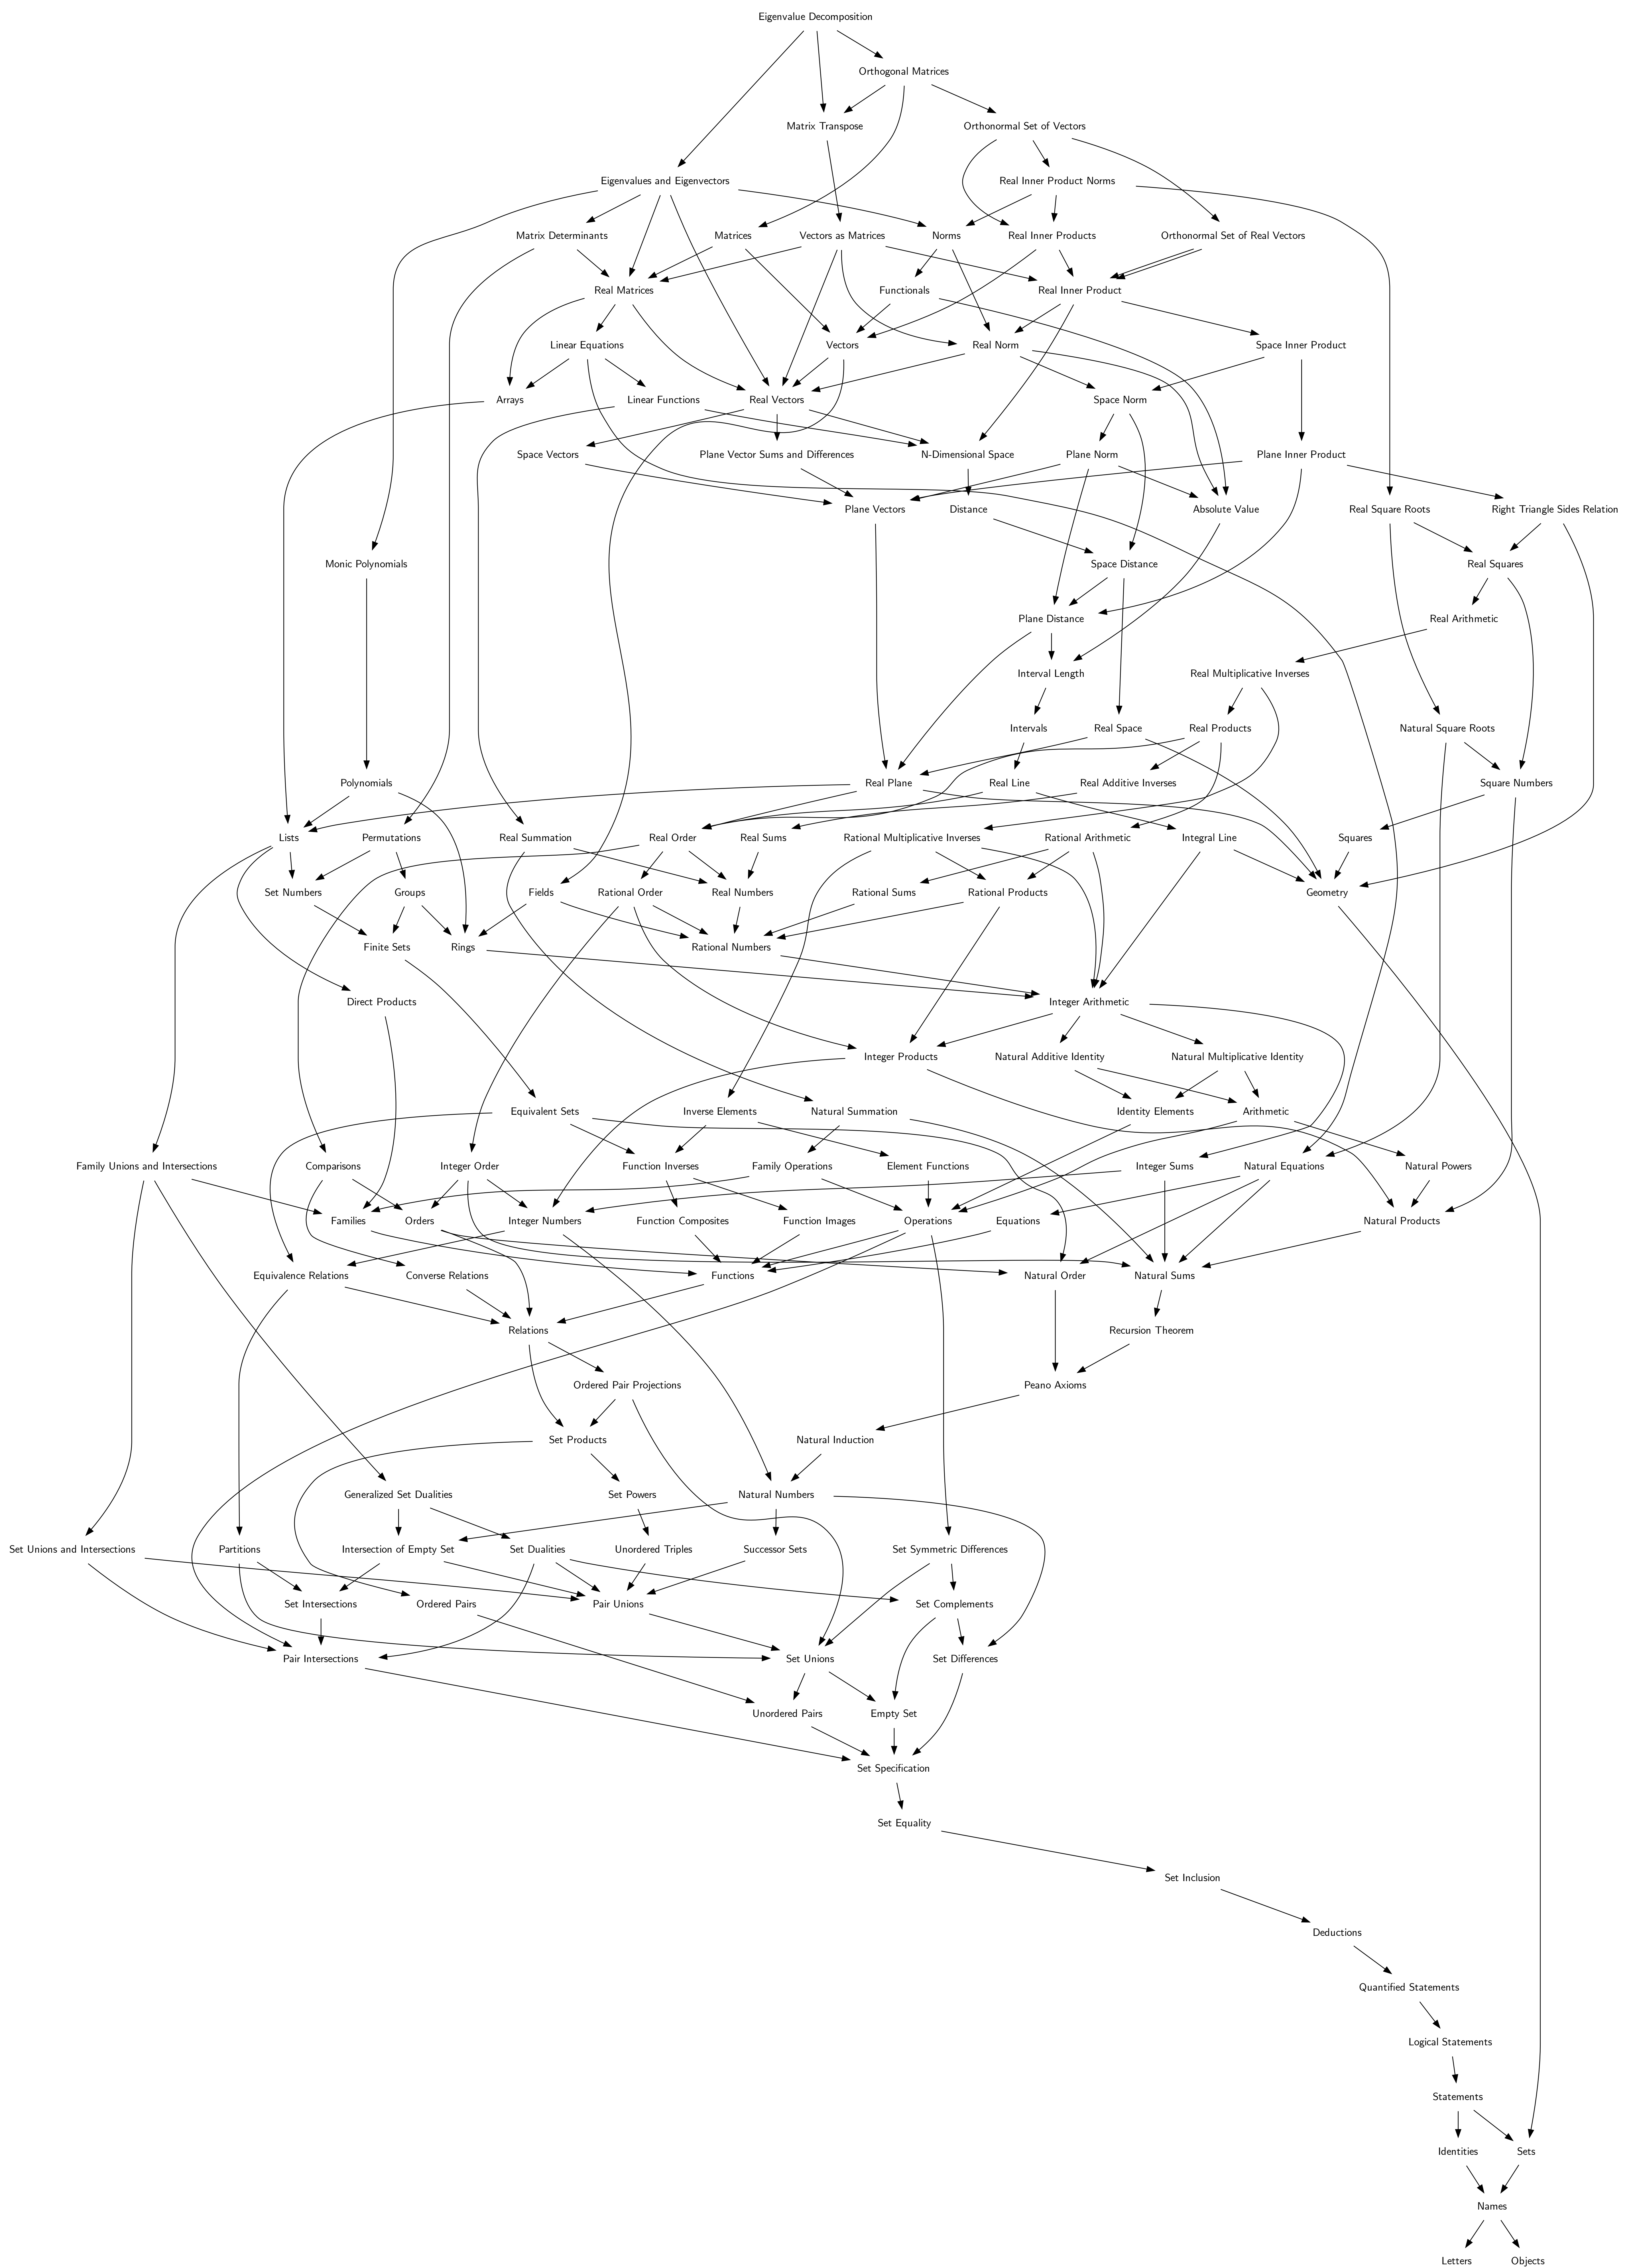 Eigenvalue Decomposition
Orthogonal Matrices
Matrix Transpose
Orthonormal Set of Vectors
Eigenvalues and Eigenvectors
Real Inner Product Norms
Matrix Determinants
Matrices
Vectors as Matrices
Norms
Real Inner Products
Orthonormal Set of Real Vectors
Real Matrices
Functionals
Real Inner Product
Linear Equations
Vectors
Real Norm
Space Inner Product
Arrays
Linear Functions
Real Vectors
Space Norm
Space Vectors
Plane Vector Sums and Differences
N-Dimensional Space
Plane Norm
Plane Inner Product
Plane Vectors
Distance
Absolute Value
Real Square Roots
Right Triangle Sides Relation
Monic Polynomials
Space Distance
Real Squares
Plane Distance
Real Arithmetic
Interval Length
Real Multiplicative Inverses
Intervals
Real Space
Real Products
Natural Square Roots
Polynomials
Real Plane
Real Line
Real Additive Inverses
Square Numbers
Lists
Permutations
Real Summation
Real Order
Real Sums
Rational Multiplicative Inverses
Rational Arithmetic
Integral Line
Squares
Set Numbers
Groups
Fields
Rational Order
Real Numbers
Rational Sums
Rational Products
Geometry
Finite Sets
Rings
Rational Numbers
Direct Products
Integer Arithmetic
Integer Products
Natural Additive Identity
Natural Multiplicative Identity
Equivalent Sets
Inverse Elements
Natural Summation
Identity Elements
Arithmetic
Family Unions and Intersections
Comparisons
Integer Order
Function Inverses
Family Operations
Element Functions
Integer Sums
Natural Equations
Natural Powers
Families
Orders
Integer Numbers
Function Composites
Function Images
Operations
Equations
Natural Products
Equivalence Relations
Converse Relations
Functions
Natural Order
Natural Sums
Relations
Recursion Theorem
Ordered Pair Projections
Peano Axioms
Set Products
Natural Induction
Generalized Set Dualities
Set Powers
Natural Numbers
Set Unions and Intersections
Partitions
Intersection of Empty Set
Set Dualities
Unordered Triples
Successor Sets
Set Symmetric Differences
Set Intersections
Ordered Pairs
Pair Unions
Set Complements
Pair Intersections
Set Unions
Set Differences
Unordered Pairs
Empty Set
Set Specification
Set Equality
Set Inclusion
Deductions
Quantified Statements
Logical Statements
Statements
Identities
Sets
Names
Letters
Objects